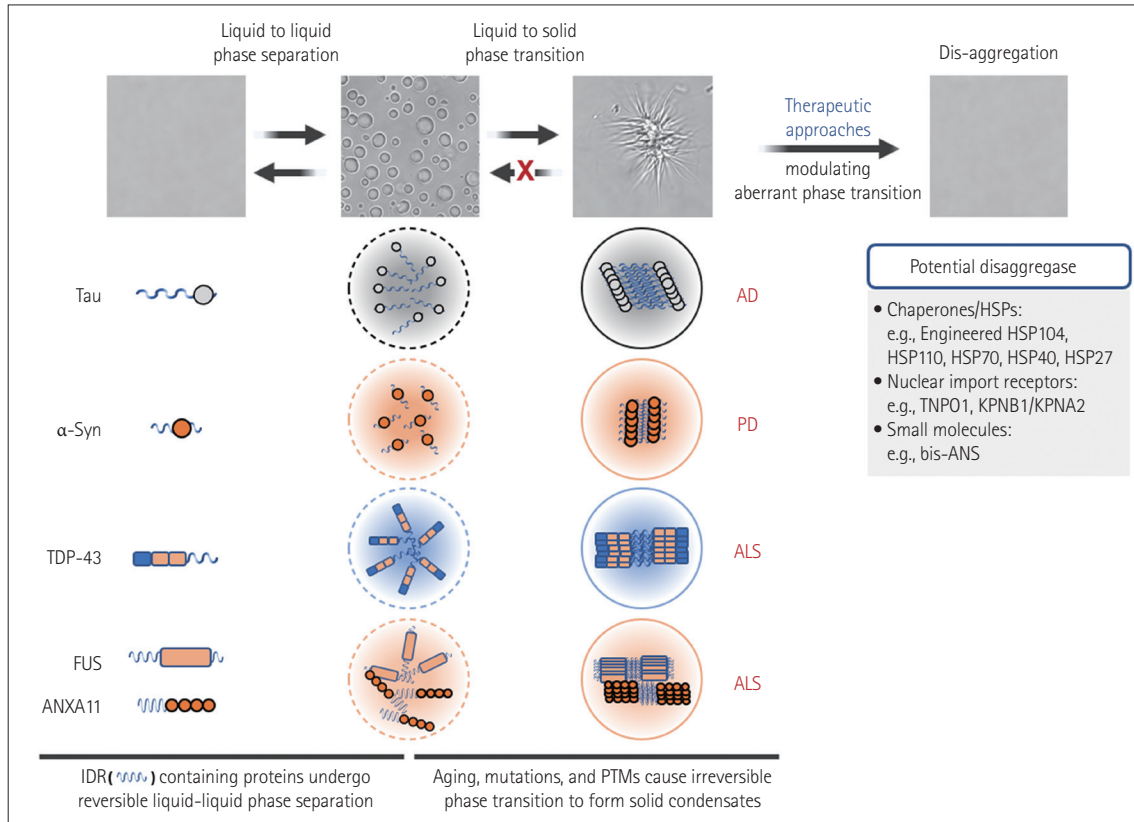 Liquid to liquid
phase separation
Liquid to solid
phase transition
Dis-aggregation
X
Therapeutic
approaches
modulating
aberrant phase transition
Tau
AD
α-Syn
PD
TDP-43
ALS
FUS
ANXA11
ALS
Potential disaggregase
• Chaperones/HSPs:
e.g., Engineered HSP104,
HSP110, HSP70, HSP40, HSP27
• Nuclear import receptors:
e.g., TNPO1, KPNB1/KPNA2
• Small molecules:
e.g., bis-ANS
IDR( ) containing proteins undergo
reversible liquid-liquid phase separation
Aging, mutations, and PTMs cause irreversible
phase transition to form solid condensates